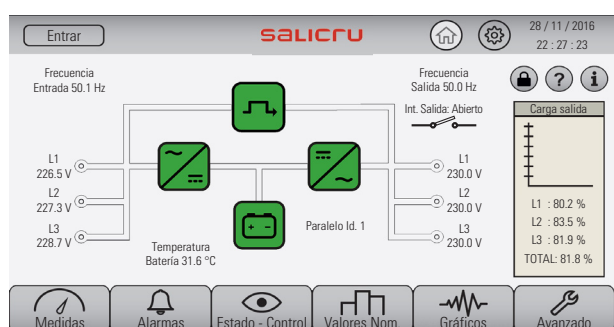 Entrar
salicru
28 / 11 / 2016
22 : 27 : 23
Frecuencia
Entrada 50.1 Hz
Frecuencia
Salida 50.0 Hz
Int. Salida: Abierto
Carga salida
L1
226.5 V
L2
227.3 V
L3
228.7 V
L1
230.0 V
L2
230.0 V
L3
230.0 V
Paralelo Id. 1
Temperatura
Batería 31.6 °C
L1 : 80.2 %
L2 : 83.5 %
L3 : 81.9 %
TOTAL: 81.8 %
Medidas
Alarmas
Estado - Control
Valores Nom.
Gráficos
Avanzado